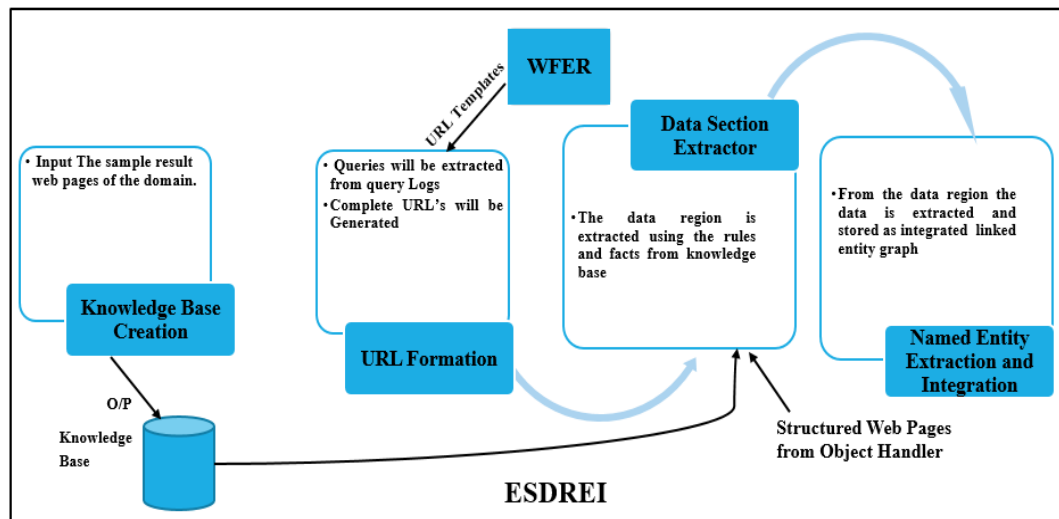 WFER
URL Templates
• Input The sample result
web pages of the domain.
Knowledge Base
Creation
O/P
Knowledge
Base
• Queries will be extracted
from query Logs
• Complete URL's will be
Generated
URL Formation
Data Section
Extractor
• The data region is
extracted using the rules
and facts from knowledge
base
• From the data region the
data is extracted and
stored as integrated linked
entity graph
Named Entity
Extraction and
Integration
Structured Web Pages
from Object Handler
ESDREI